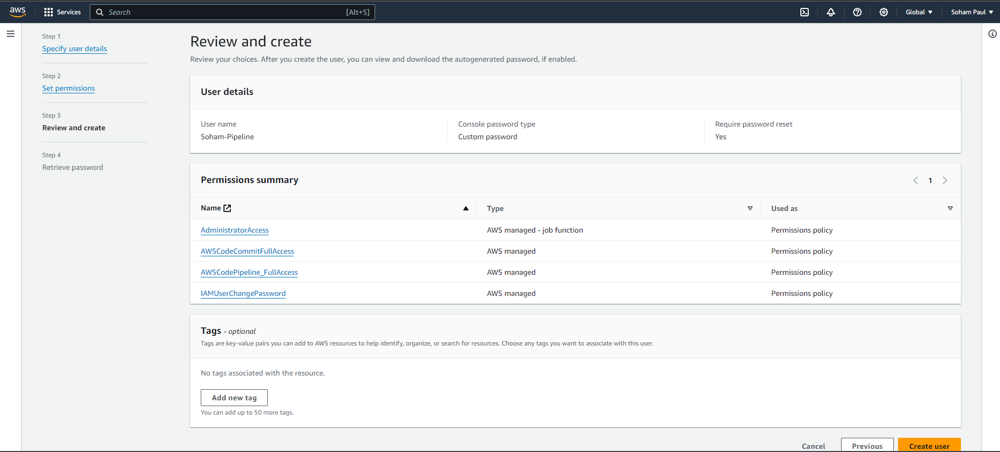 aws Services Search [Alt+S] Global Soham Paul
Step 1
Specify user details
Step 2
Set permissions
Step 3
Review and create
Step 4
Retrieve password
Review and create
Review your choices. After you create the user, you can view and download the autogenerated password, if enabled.
User details
User name Console password type Require password reset
Soham-Pipeline Custom password Yes
Permissions summary 1
Name Type Used as
AdministratorAccess AWS managed - job function Permissions policy
AWSCodeCommitFullAccess AWS managed Permissions policy
AWSCodePipeline_FullAccess AWS managed Permissions policy
IAMUserChangePassword AWS managed Permissions policy
Tags - optional
Tags are key-value pairs you can add to AWS resources to help identify, organize, or search for resources. Choose any tags you want to associate with this user.
No tags associated with the resource.
Add new tag
You can add up to 50 more tags.
Cancel Previous Create user